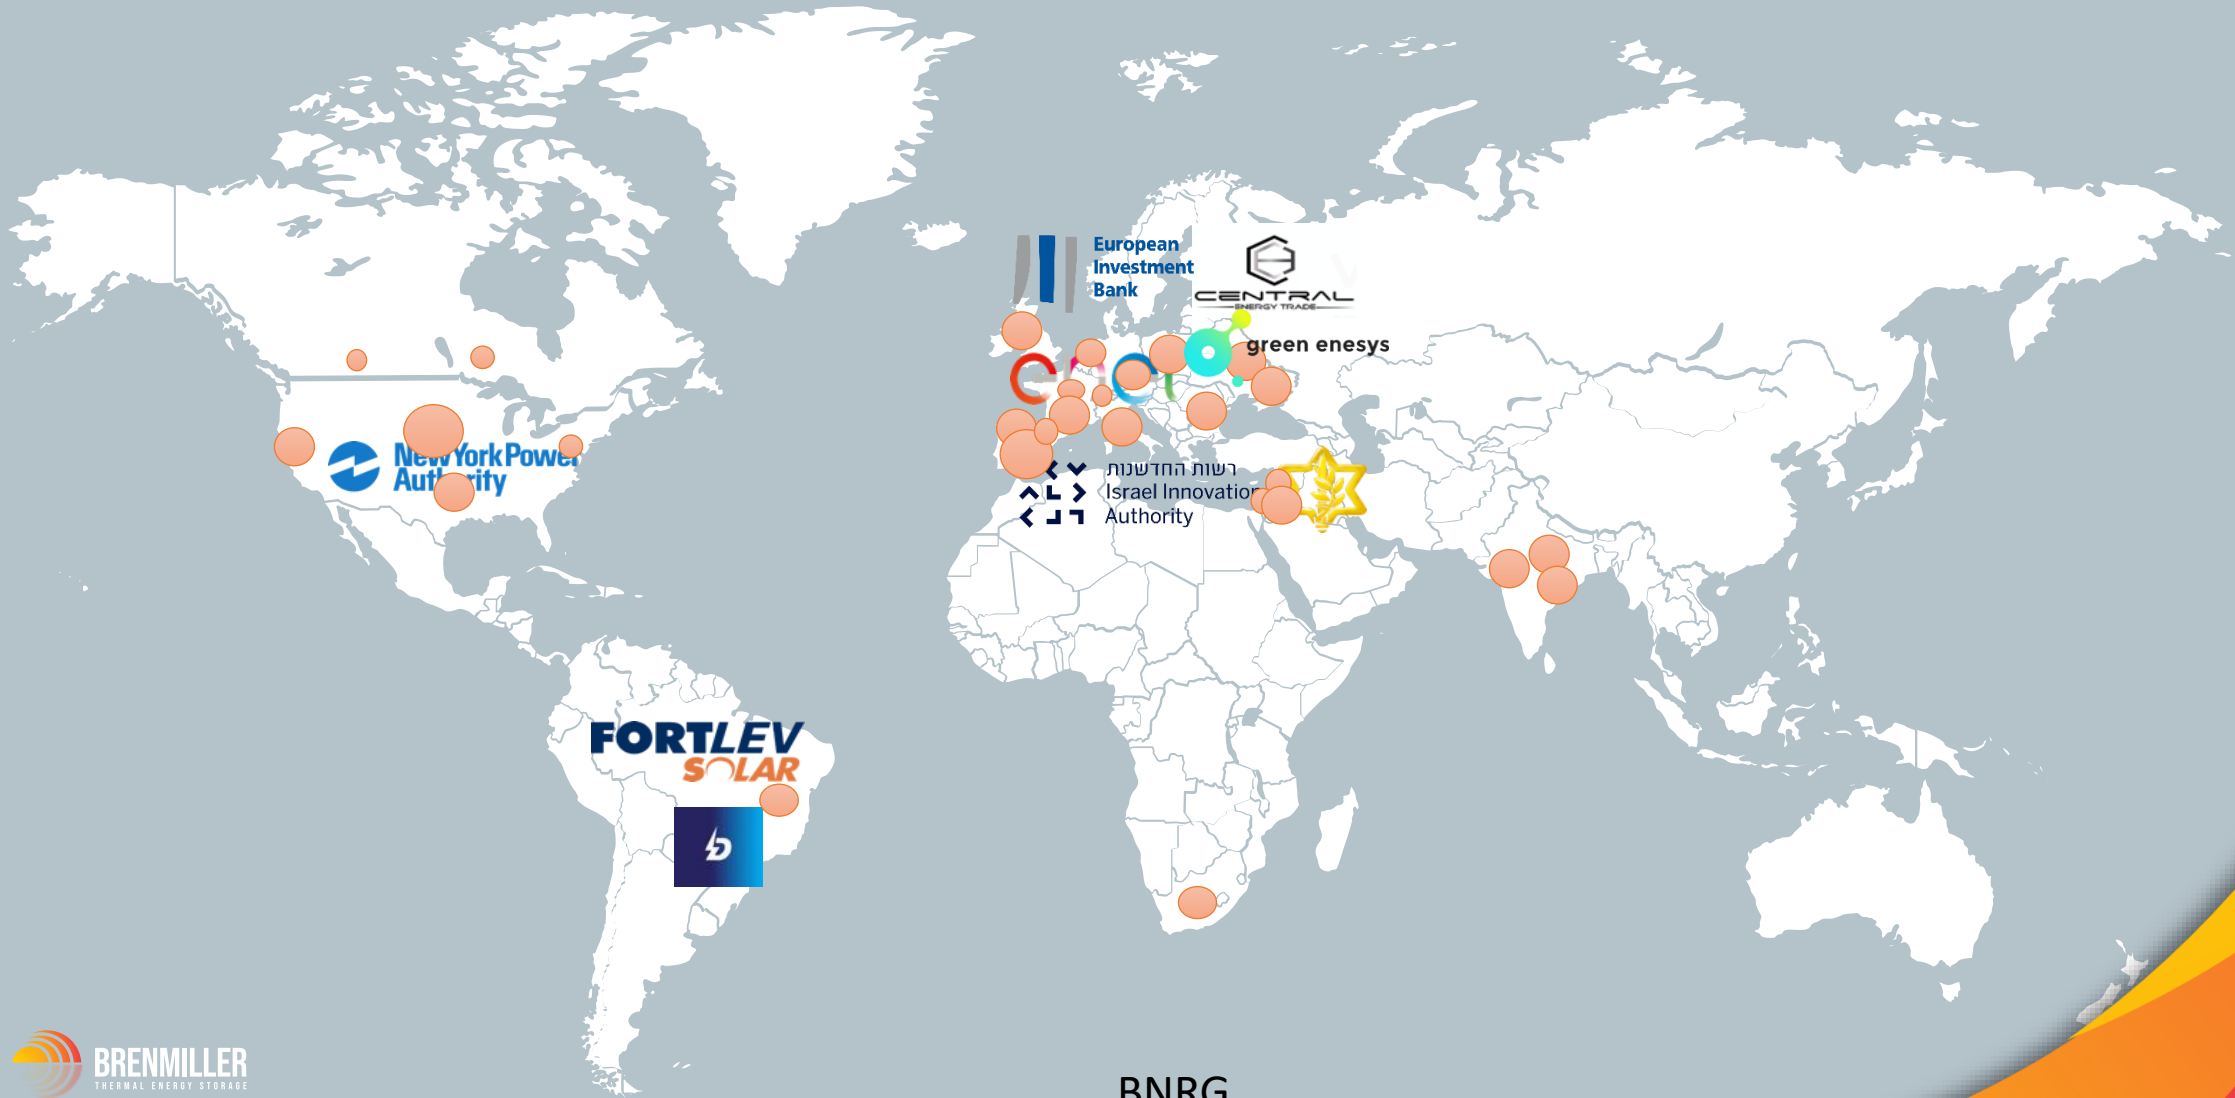 European
Investment
Bank
CENTRAL
ENERGY TRADE
green enesys
enel
New York Power
Authority
רשות החדשנות
Israel Innovation
Authority
FORTLEV
SOLAR
BRENMILLER
THERMAL ENERGY STORAGE
BNRG